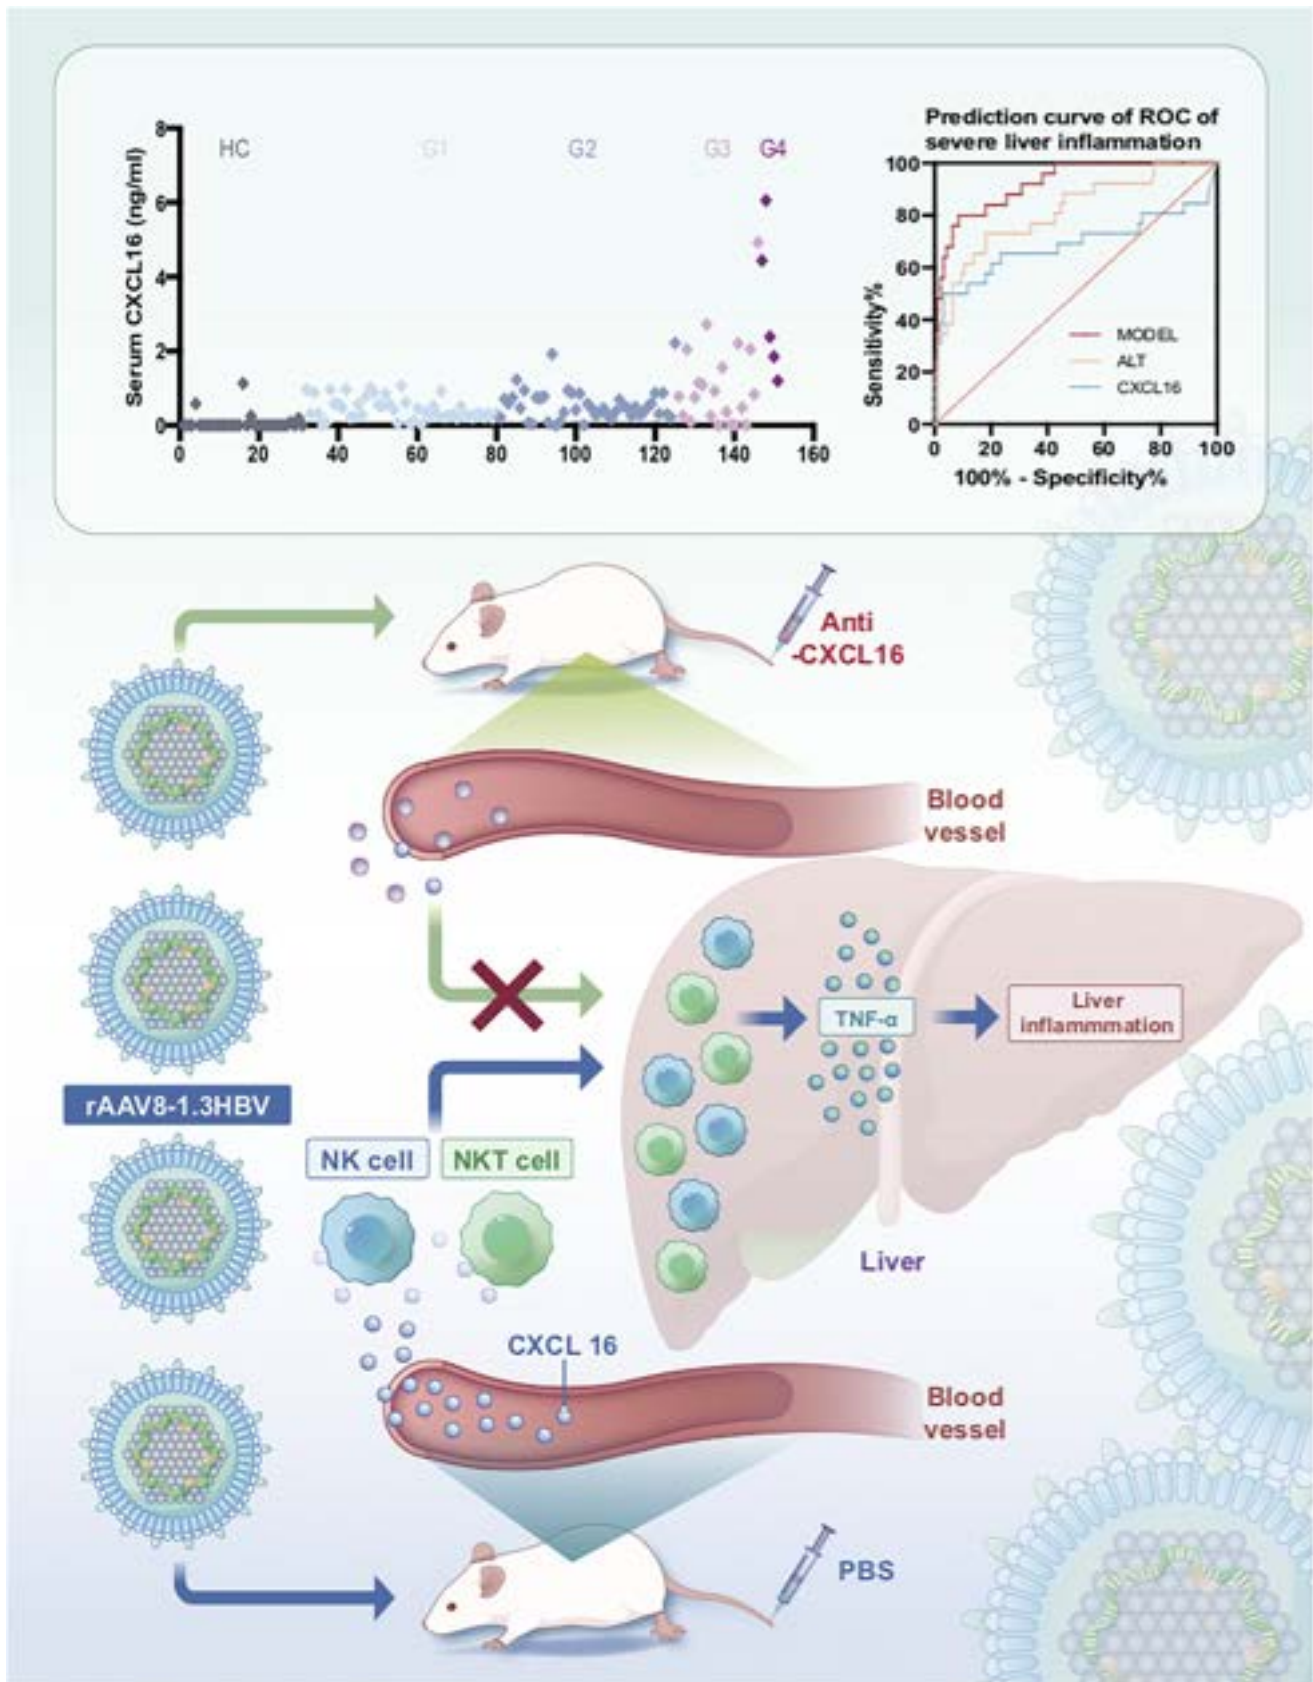 Serum CXCL16 (ng/ml)
8
6
4
2
0
0 20 40 60 80 100 120 140 160
HC G1 G2 G3 G4
Prediction curve of ROC of
severe liver inflammation
Sensitivity%
100
80
60
40
20
0
MODEL
ALT
CXCL16
0 20 40 60 80 100
100% - Specificity%
Anti
-CXCL16
Blood
vessel
TNF-α
Liver
inflammmation
rAAV8-1.3HBV
NK cell
NKT cell
Liver
CXCL 16
Blood
vessel
PBS